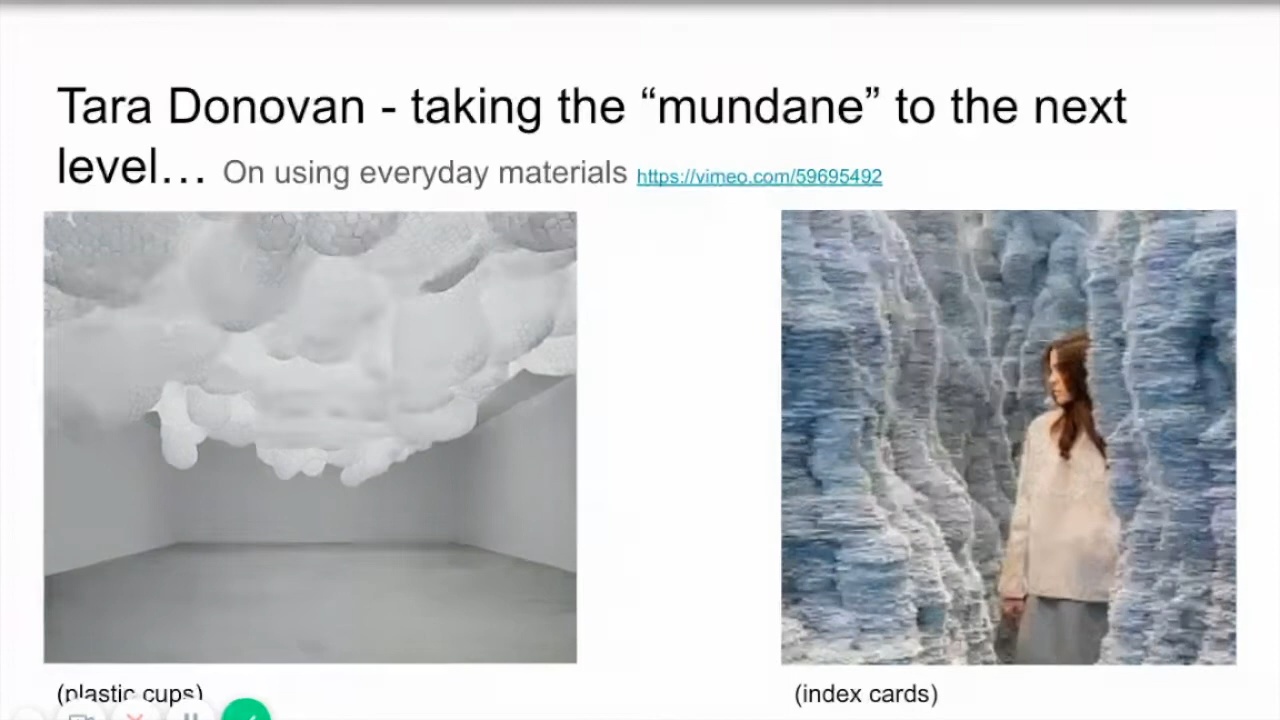 Tara Donovan - taking the “mundane” to the next
level… On using everyday materials https://vimeo.com/59695492
(plastic cups)
(index cards)